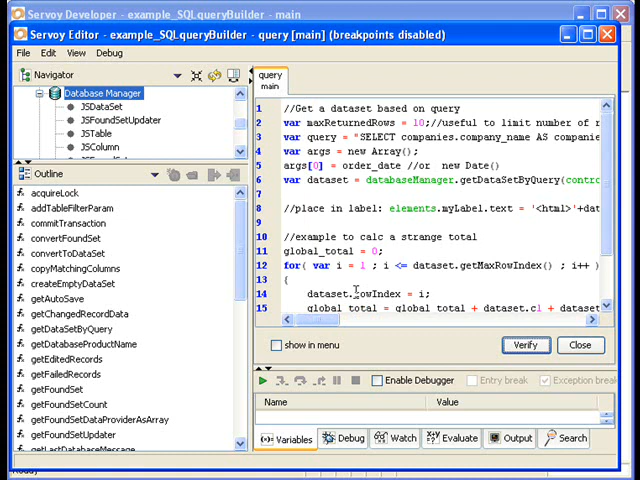 Servoy Developer - example_SQLqueryBuilder - main
Servoy Editor - example_SQLqueryBuilder - query [main] (breakpoints disabled)
File Edit View Debug
Navigator
Database Manager
JSDataSet
JSFoundSetUpdater
JSTable
JSColumn
Outline
acquireLock
addTableFilterParam
commitTransaction
convertFoundSet
convertToDataSet
copyMatchingColumns
createEmptyDataSet
getAutoSave
getChangedRecordData
getDataSetByQuery
getDatabaseProductName
getEditedRecords
getFailedRecords
getFoundSet
getFoundSetCount
getFoundSetDataProviderAsArray
getFoundSetUpdater
getLastDatabaseMessage
query
main
1 //Get a dataset based on query
2 var maxReturnedRows = 10;//useful to limit number of r
3 var query = "SELECT companies.company_name AS companie
4 var args = new Array();
5 args[0] = order_date //or new Date()
6 var dataset = databaseManager.getDataSetByQuery(contro
7
8 //place in label: elements.myLabel.text = '<html>'+dat
9
10 //example to calc a strange total
11 global_total = 0;
12 for( var i = 1 ; i <= dataset.getMaxRowIndex() ; i++ )
13 {
14 dataset.rowIndex = i;
15 global_total = global_total + dataset.c1 + dataset
show in menu
Verify
Close
Enable Debugger
Entry break
Exception break
Name Value
Variables Debug Watch Evaluate Output Search
Ready